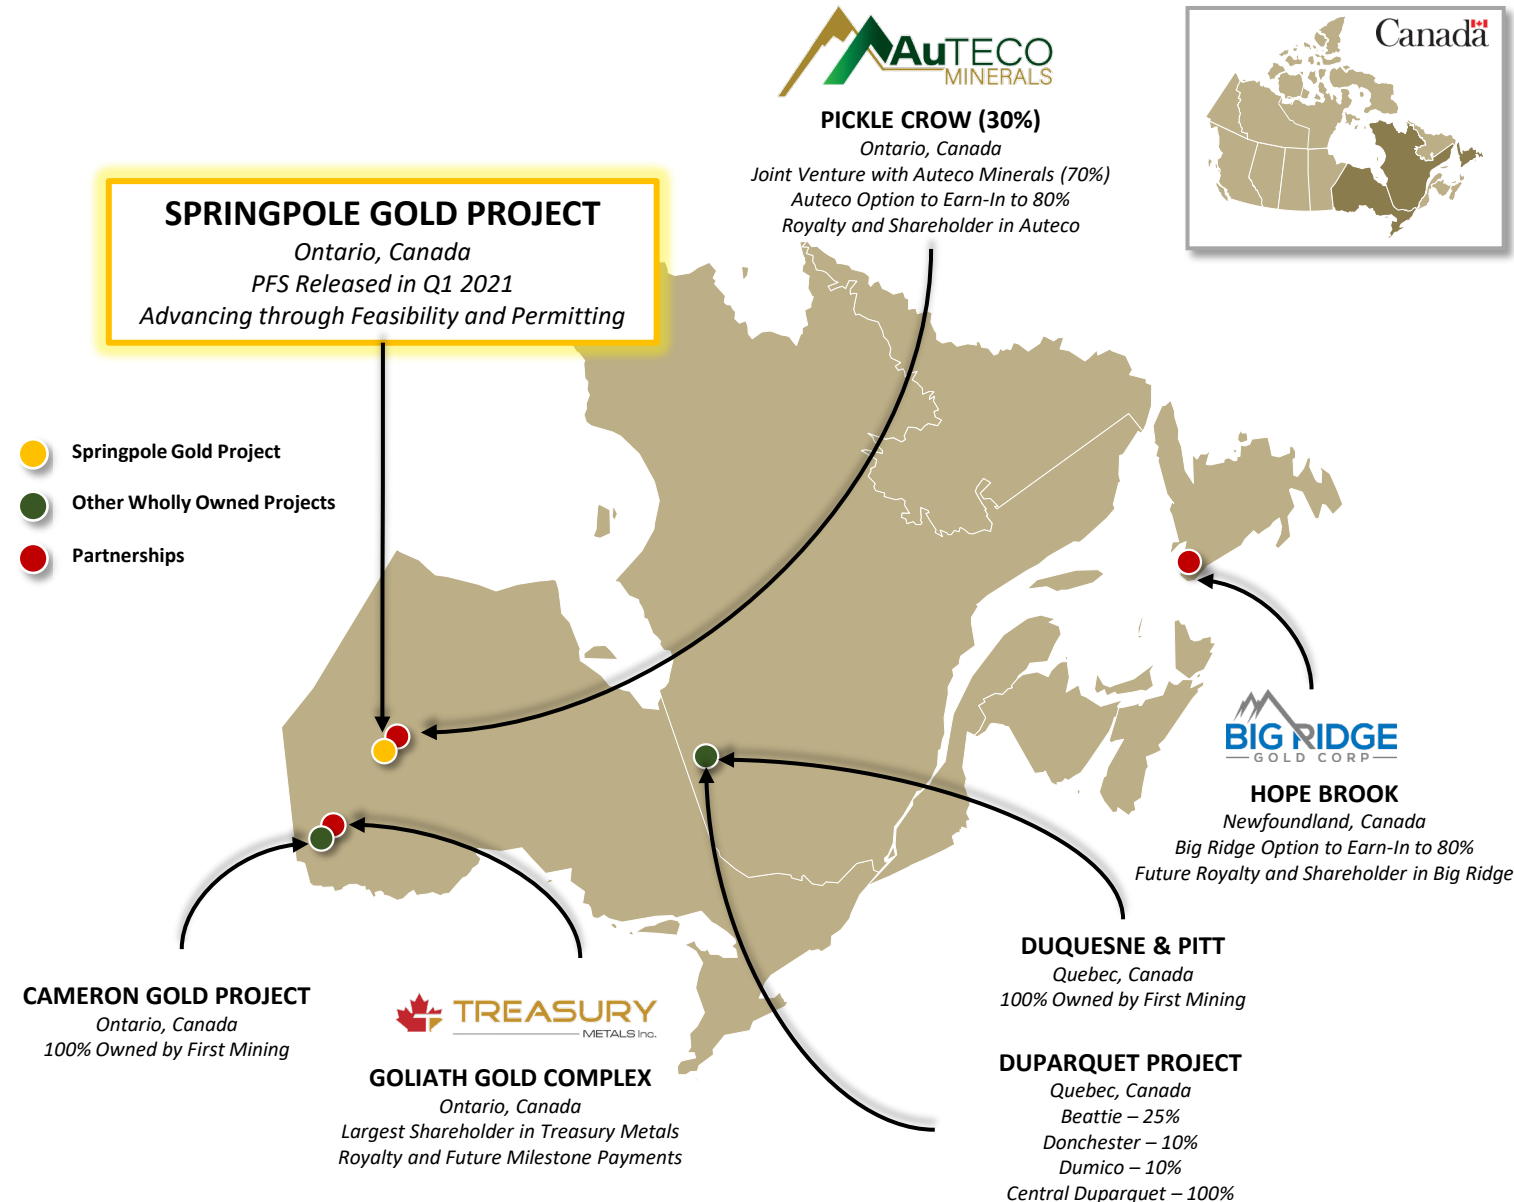 AuTECO
MINERALS
PICKLE CROW (30%)
Ontario, Canada
Joint Venture with Auteco Minerals (70%)
Auteco Option to Earn-In to 80%
Royalty and Shareholder in Auteco
Canada
SPRINGPOLE GOLD PROJECT
Ontario, Canada
PFS Released in Q1 2021
Advancing through Feasibility and Permitting
Springpole Gold Project
Other Wholly Owned Projects
Partnerships
BIG RIDGE
GOLD CORP
HOPE BROOK
Newfoundland, Canada
Big Ridge Option to Earn-In to 80%
Future Royalty and Shareholder in Big Ridge
CAMERON GOLD PROJECT
Ontario, Canada
100% Owned by First Mining
TREASURY
METALS Inc.
GOLIATH GOLD COMPLEX
Ontario, Canada
Largest Shareholder in Treasury Metals
Royalty and Future Milestone Payments
DUQUESNE & PITT
Quebec, Canada
100% Owned by First Mining
DUPARQUET PROJECT
Quebec, Canada
Beattie – 25%
Donchester – 10%
Dumico – 10%
Central Duparquet – 100%